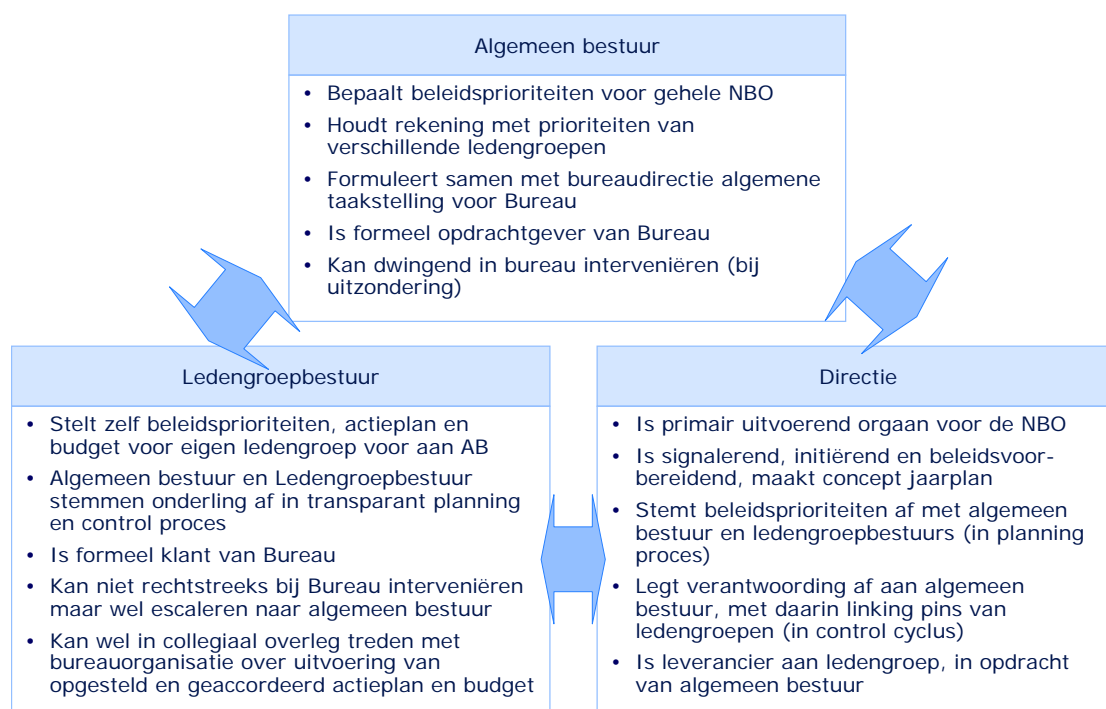 Algemeen bestuur
• Bepaalt beleidsprioriteiten voor gehele NBO
• Houdt rekening met prioriteiten van
verschillende ledengroepen
• Formuleert samen met bureaudirectie algemene
taakstelling voor Bureau
• Is formeel opdrachtgever van Bureau
• Kan dwingend in bureau interveniëren (bij
uitzondering)
Ledengroepbestuur
• Stelt zelf beleidsprioriteiten, actieplan en
budget voor eigen ledengroep voor aan AB
• Algemeen bestuur en Ledengroepbestuur
stemmen onderling af in transparant planning
en control proces
• Is formeel klant van Bureau
• Kan niet rechtstreeks bij Bureau interveniëren
maar wel escaleren naar algemeen bestuur
• Kan wel in collegiaal overleg treden met
bureauorganisatie over uitvoering van
opgesteld en geaccordeerd actieplan en budget
Directie
• Is primair uitvoerend orgaan voor de NBO
• Is signalerend, initiërend en beleidsvoor-
bereidend, maakt concept jaarplan
• Stemt beleidsprioriteiten af met algemeen
bestuur en ledengroepbestuurs (in planning
proces)
• Legt verantwoording af aan algemeen
bestuur, met daarin linking pins van
ledengroepen (in control cyclus)
• Is leverancier aan ledengroep, in opdracht
van algemeen bestuur